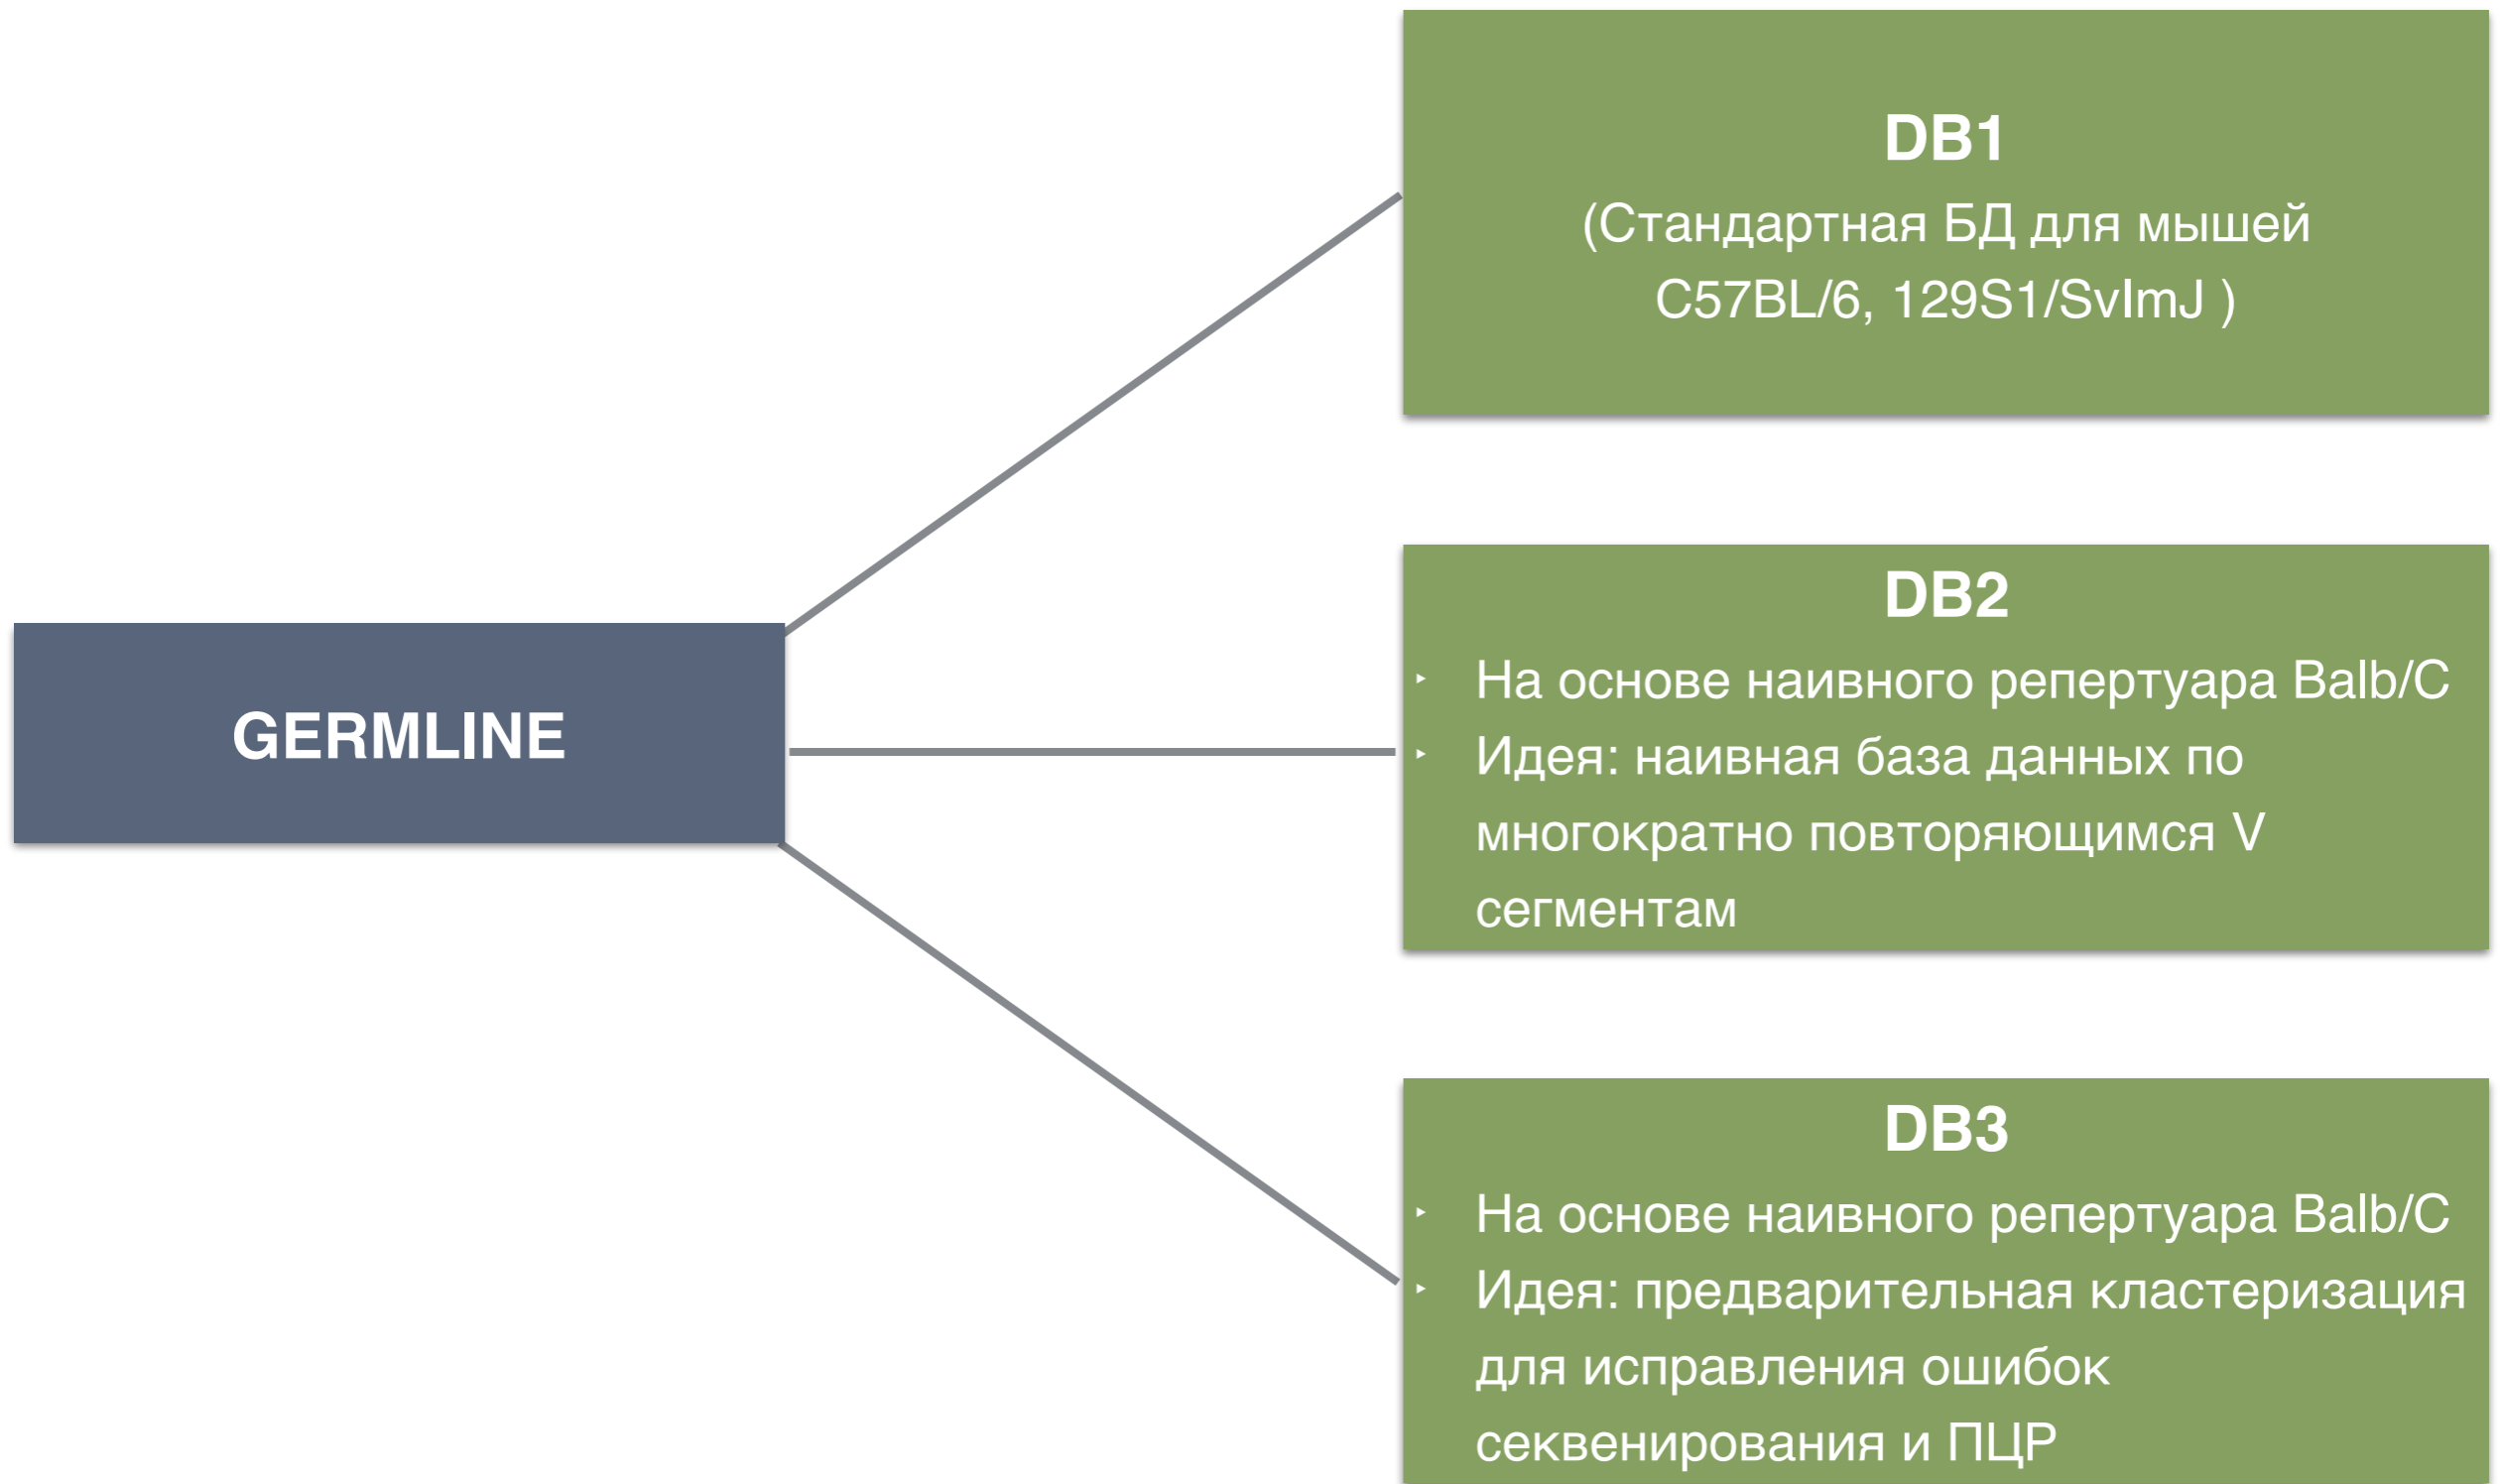 DB1
(Стандартная БД для мышей
C57BL/6, 129S1/SvImJ )
GERMLINE
DB2
‣ На основе наивного репертуара Balb/C
‣ Идея: наивная база данных по
многократно повторяющимся V
сегментам
DB3
‣ На основе наивного репертуара Balb/C
‣ Идея: предварительная кластеризация
для исправления ошибок
секвенирования и ПЦР